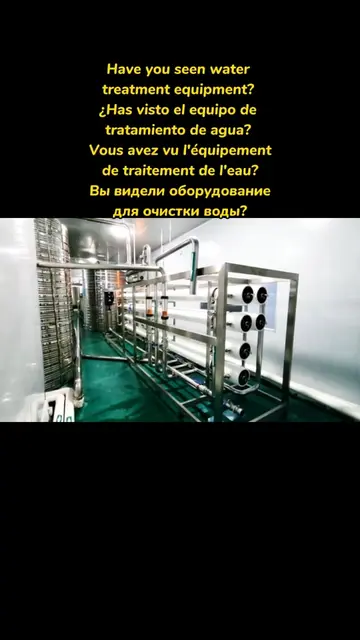 Have you seen water
treatment equipment?
¿Has visto el equipo de
tratamiento de agua?
Vous avez vu l'équipement
de traitement de l'eau?
Вы видели оборудование
для очистки воды?